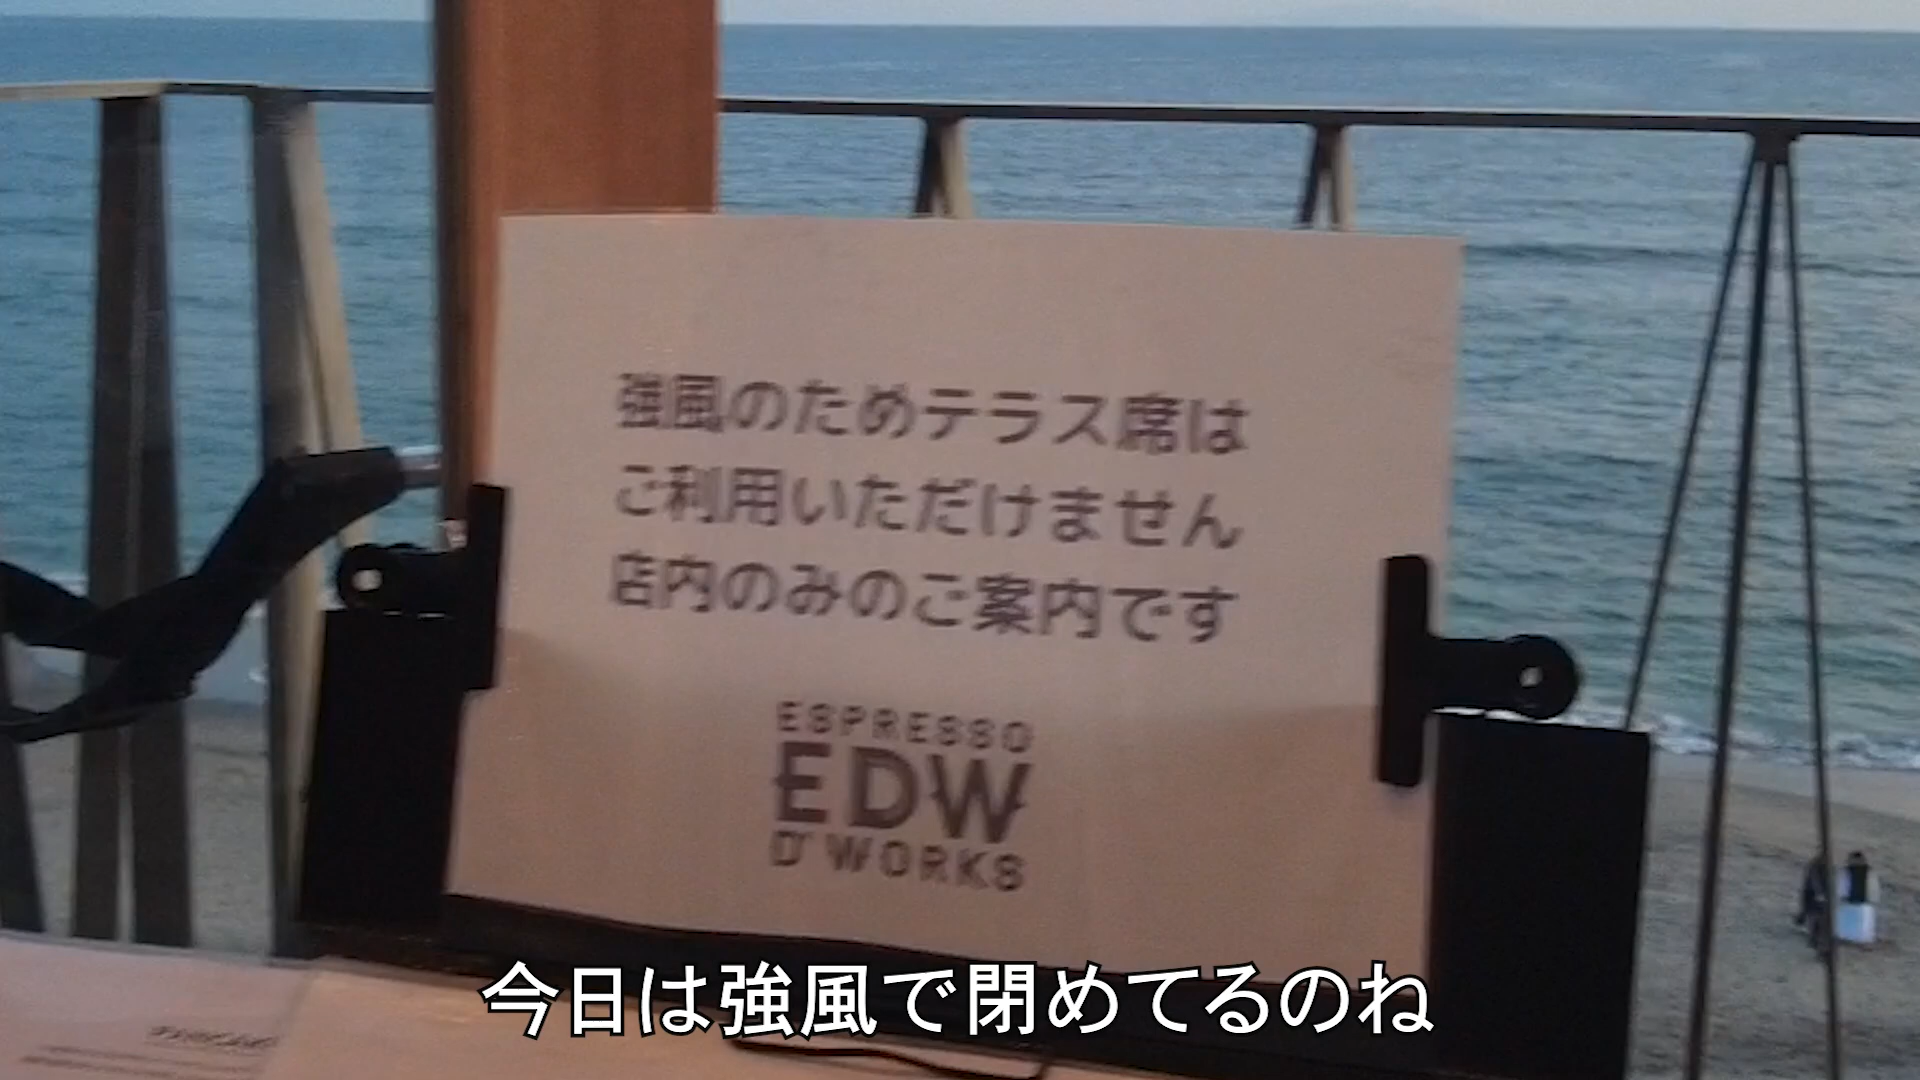 強風のためテラス席は
ご利用いただけません
店内のみのご案内です
ESPRESSO
EDW
D'WORKS
今日は強風で閉めてるのね